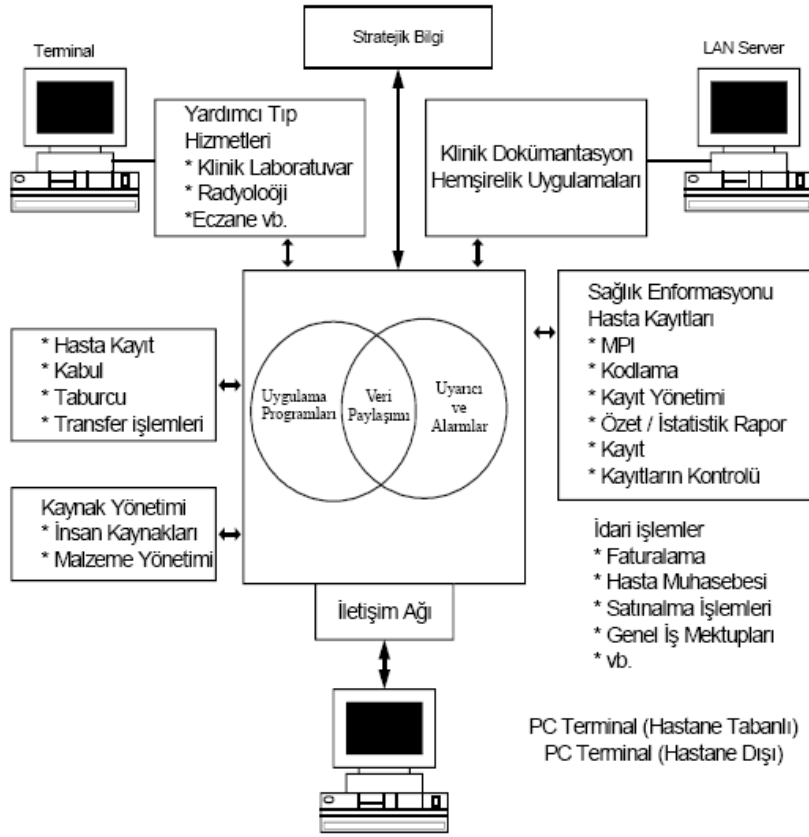 Terminal
Stratejik Bilgi
LAN Server
Yardımcı Tıp
Hizmetleri
* Klinik Laboratuvar
* Radyoloöji
*Eczane vb.
Klinik Dokümantasyon
Hemşirelik Uygulamaları
* Hasta Kayıt
* Kabul
* Taburcu
* Transfer işlemleri
Uygulama
Programları
Veri
Paylaşımı
Uyarıcı
ve
Alarmlar
Sağlık Enformasyonu
Hasta Kayıtları
* MPI
* Kodlama
* Kayıt Yönetimi
* Özet / İstatistik Rapor
* Kayıt
* Kayıtların Kontrolü
Kaynak Yönetimi
* İnsan Kaynakları
* Malzeme Yönetimi
İdari işlemler
* Faturalama
* Hasta Muhasebesi
* Satınalma İşlemleri
* Genel İş Mektupları
* vb.
İletişim Ağı
PC Terminal (Hastane Tabanlı)
PC Terminal (Hastane Dışı)